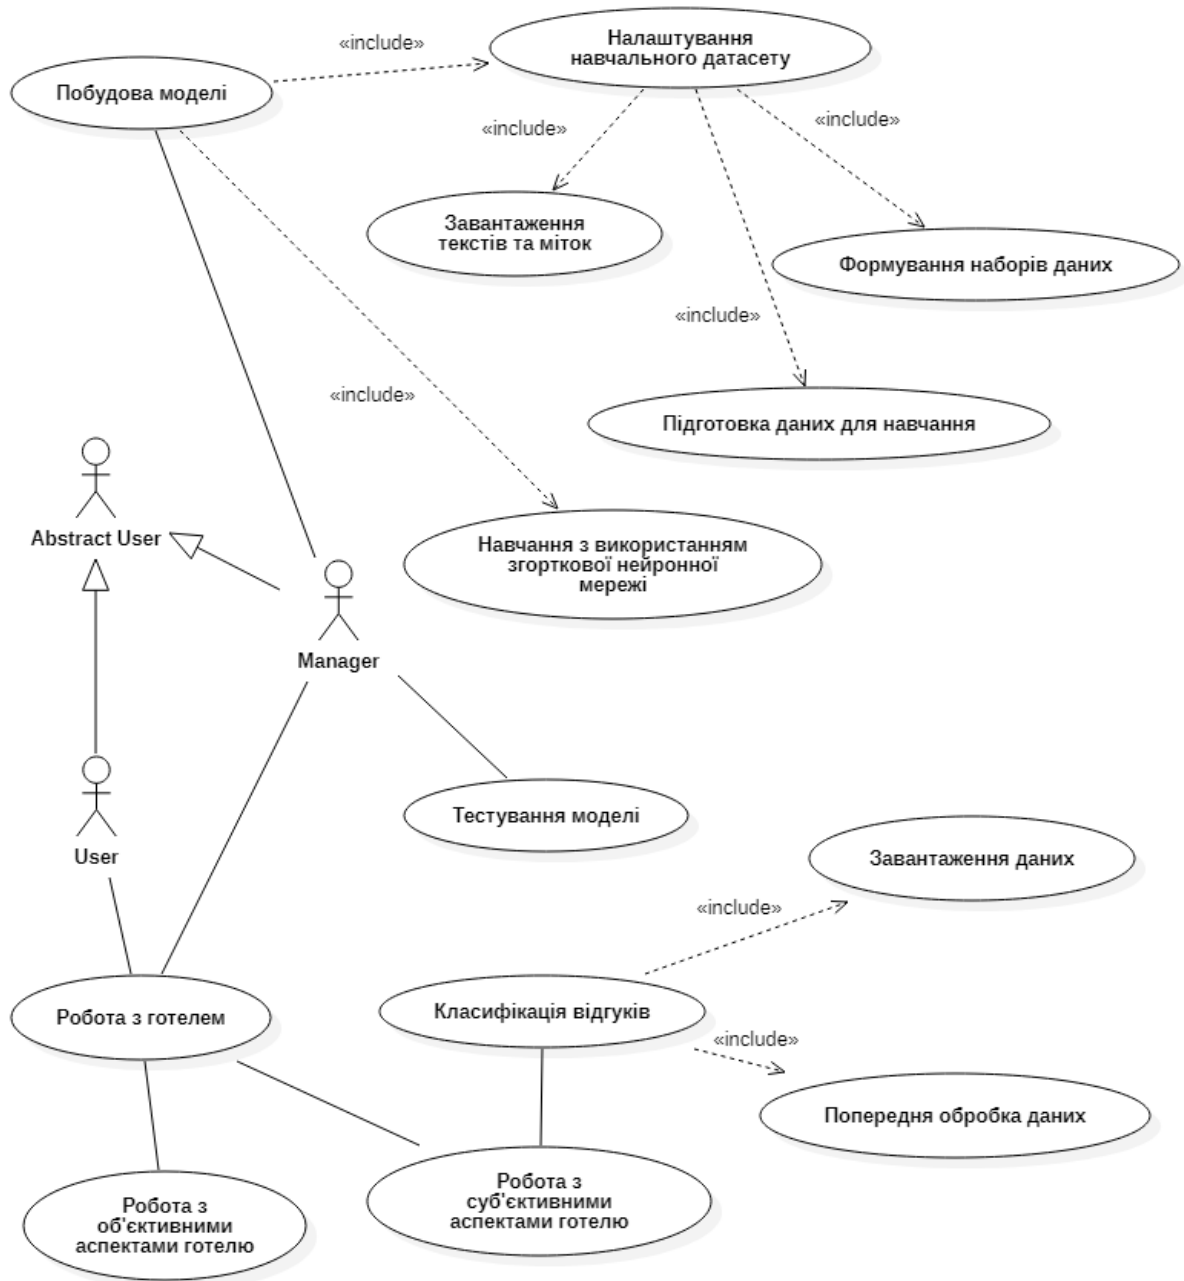 «include»
Налаштування
навчального датасету
Побудова моделі
«include»
«include»
Завантаження
текстів та міток
Формування наборів даних
«include»
«include»
Підготовка даних для навчання
Abstract User
Навчання з використанням
згорткової нейронної
мережі
Manager
Тестування моделі
User
Завантаження даних
«include»
Робота з готелем
Класифікація відгуків
«include»
Попередня обробка даних
Робота з
об'єктивними
аспектами готелю
Робота з
суб'єктивними
аспектами готелю